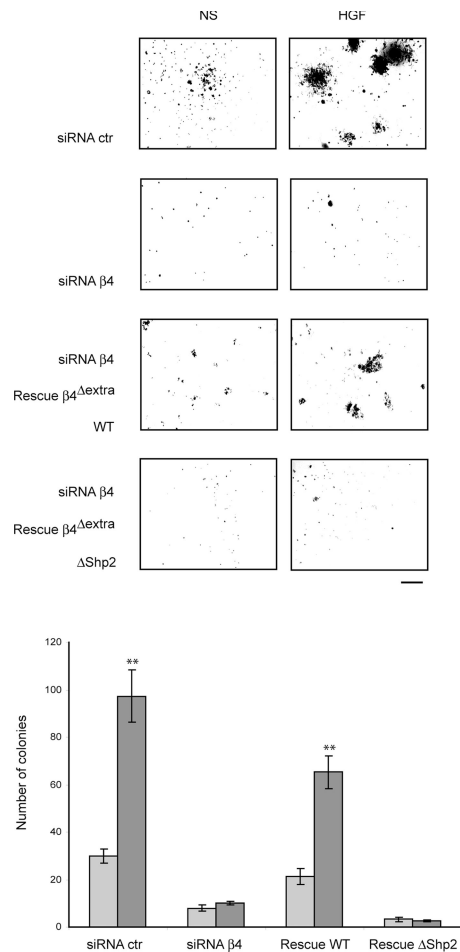 NS HGF
siRNA ctr
siRNA β4
siRNA β4
Rescue β4Δextra
WT
siRNA β4
Rescue β4Δextra
ΔShp2
120
100
80
60
40
20
0
Number of colonies
**
**
siRNA ctr siRNA β4 Rescue WT Rescue ΔShp2